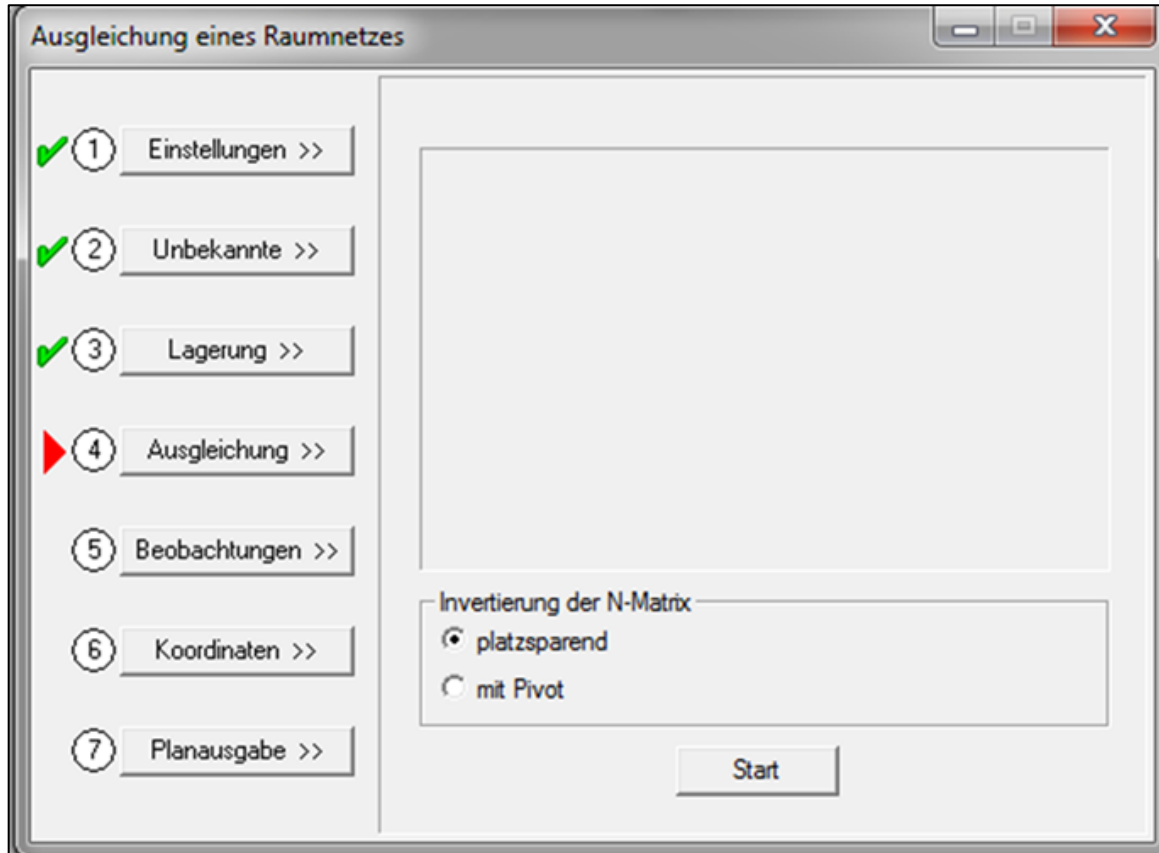 Ausgleichung eines Raumnetzes
1 Einstellungen >>
2 Unbekannte >>
3 Lagerung >>
4 Ausgleichung >>
5 Beobachtungen >>
6 Koordinaten >>
7 Planausgabe >>
Invertierung der N-Matrix
platzsparend
mit Pivot
Start